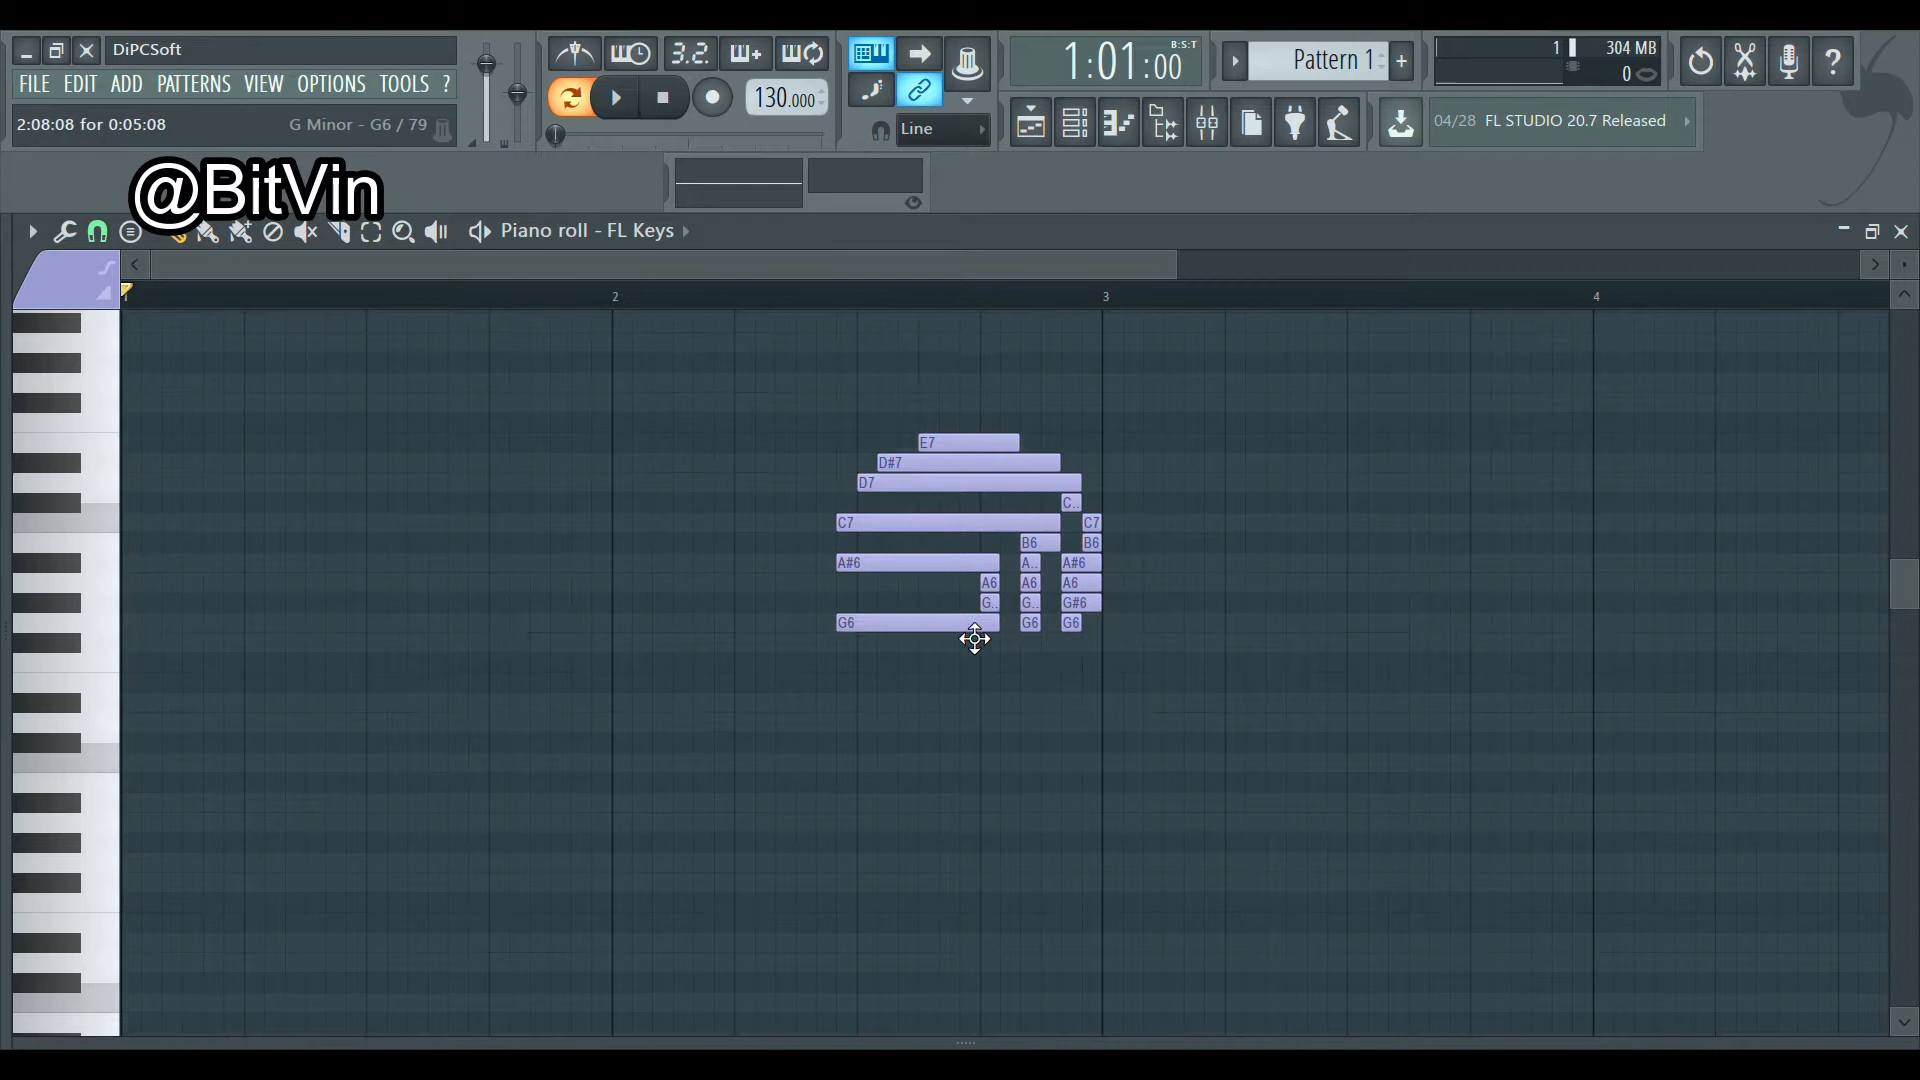 DiPCSoft
FILE EDIT ADD PATTERNS VIEW OPTIONS TOOLS ?
2:08:08 for 0:05:08 G Minor - G6 / 79
3.2.
130.000
Line
1:01:00
B:S:T
Pattern 1
+
1
304 MB
0
?
04/28 FL STUDIO 20.7 Released
@BitVin
Piano roll - FL Keys
1 2 3 4
E7
D#7
D7
C..
C7 C7
B6 B6
A#6 A.. A#6
A6 A6 A6
G.. G.. G#6
G6 G6 G6